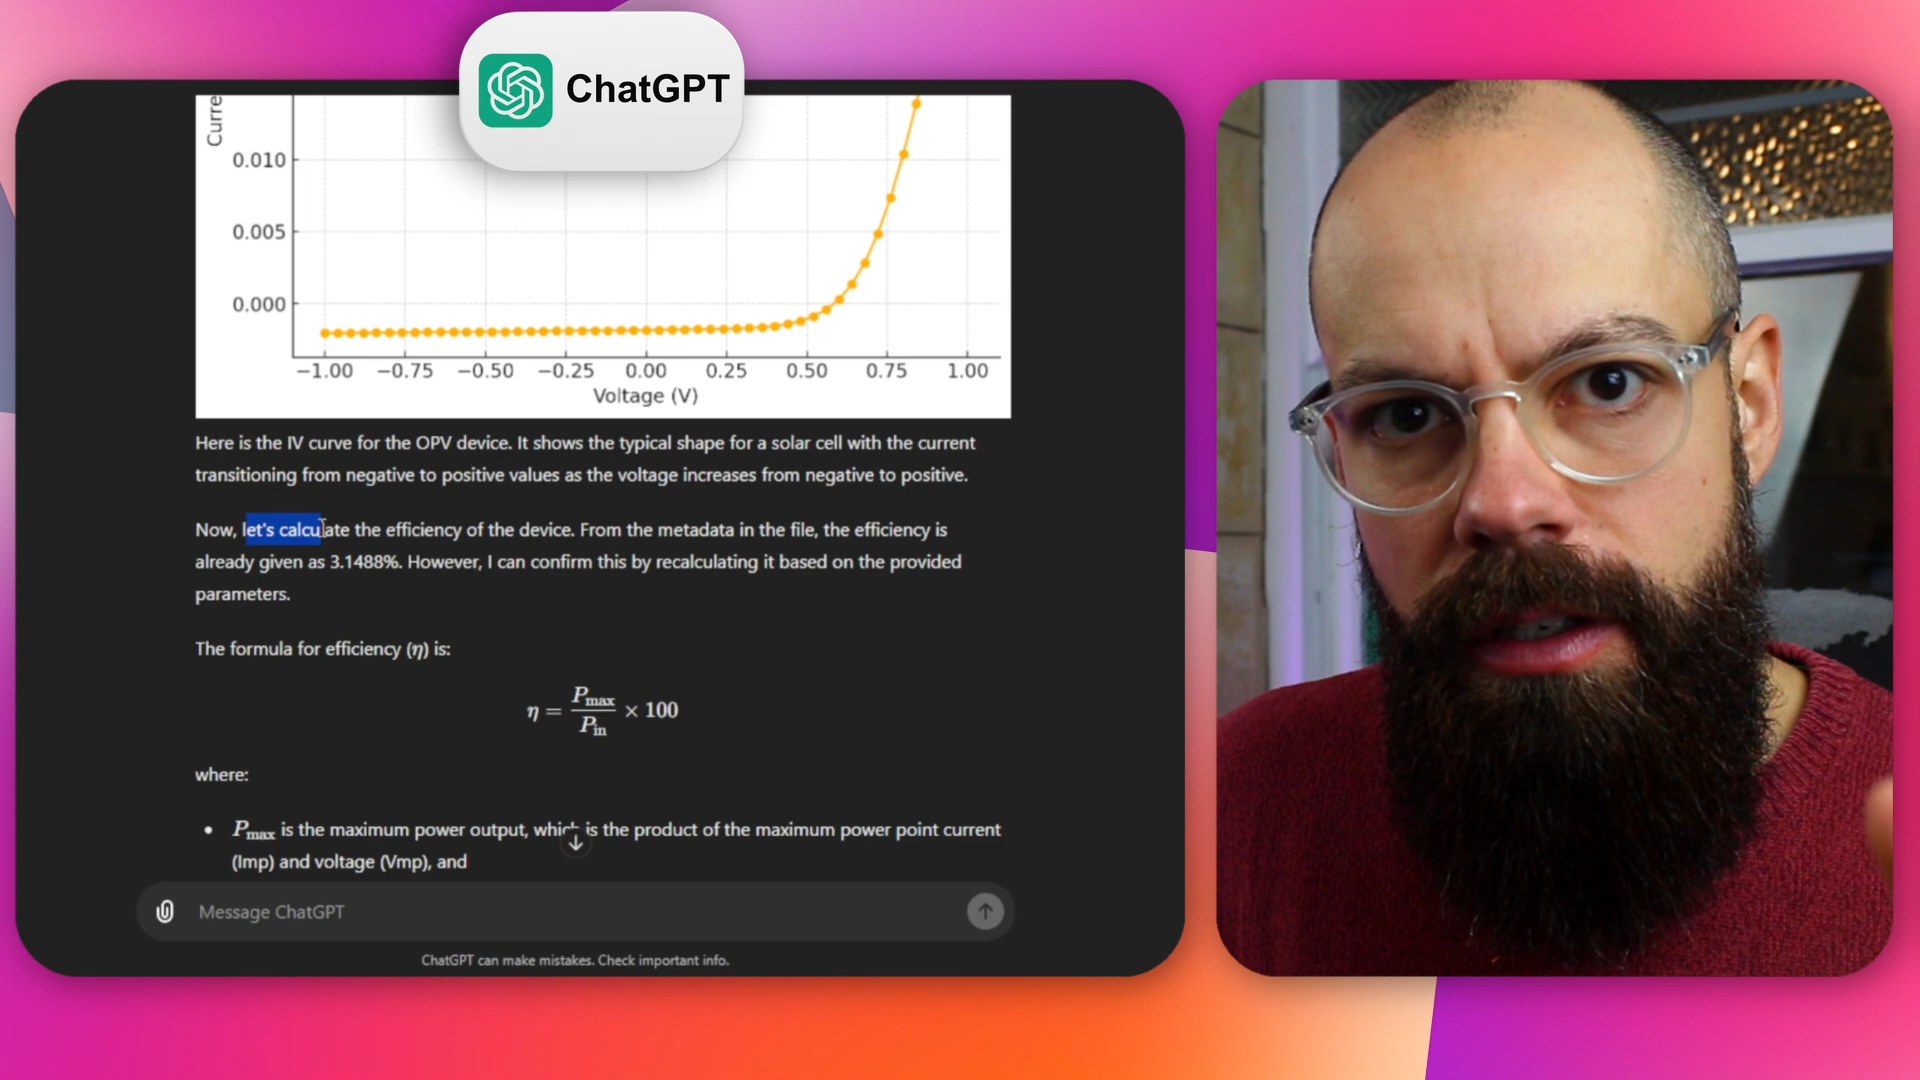 ChatGPT
Curre
0.010
0.005
0.000
−1.00 −0.75 −0.50 −0.25 0.00 0.25 0.50 0.75 1.00
Voltage (V)
Here is the IV curve for the OPV device. It shows the typical shape for a solar cell with the current
transitioning from negative to positive values as the voltage increases from negative to positive.
Now, let's calculate the efficiency of the device. From the metadata in the file, the efficiency is
already given as 3.1488%. However, I can confirm this by recalculating it based on the provided
parameters.
The formula for efficiency (η) is:
η = Pmax / Pin × 100
where:
• Pmax is the maximum power output, which is the product of the maximum power point current
(Imp) and voltage (Vmp), and
Message ChatGPT
ChatGPT can make mistakes. Check important info.